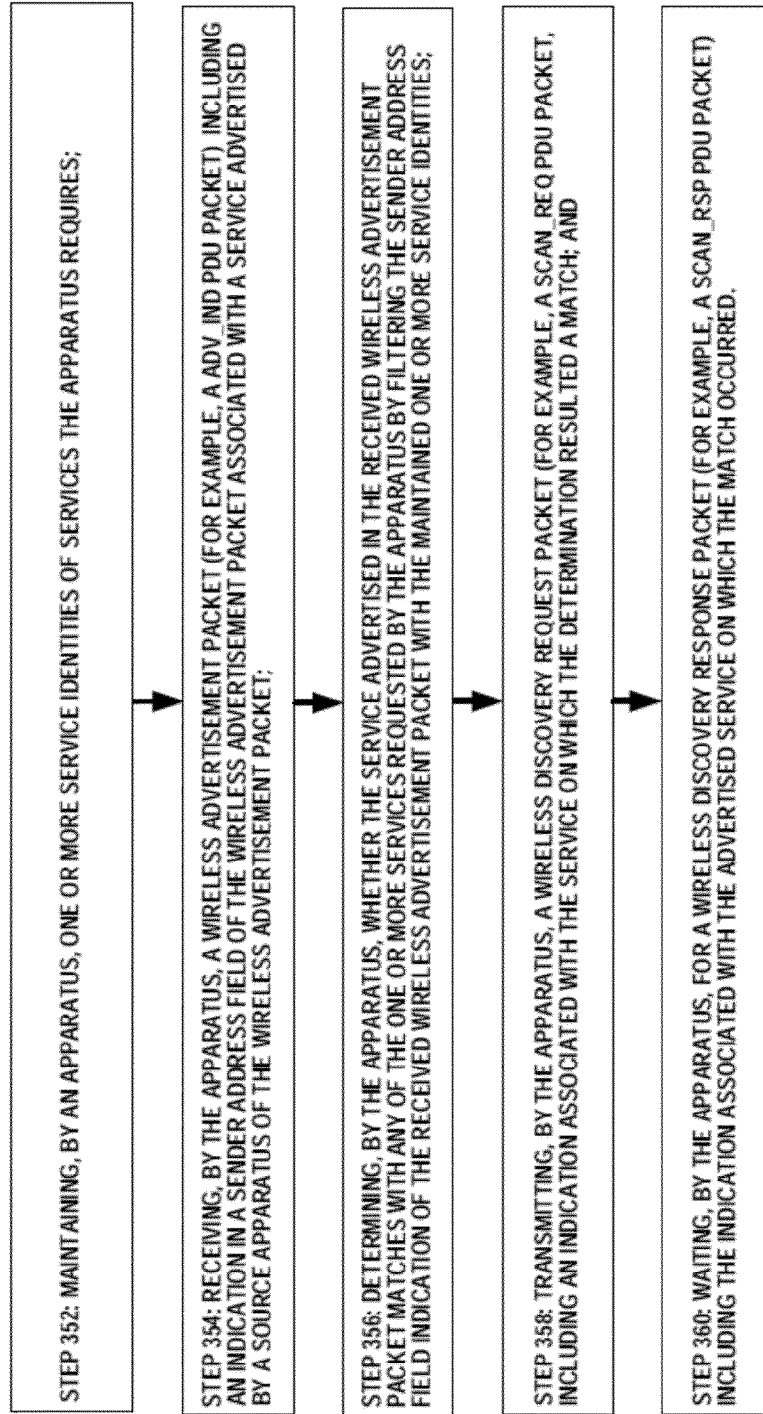 STEP 352: MAINTAINING, BY AN APPARATUS, ONE OR MORE SERVICE IDENTITIES OF SERVICES THE APPARATUS REQUIRES;
STEP 354: RECEIVING, BY THE APPARATUS, A WIRELESS ADVERTISEMENT PACKET (FOR EXAMPLE, A ADV_IND PDU PACKET) INCLUDING
AN INDICATION IN A SENDER ADDRESS FIELD OF THE WIRELESS ADVERTISEMENT PACKET ASSOCIATED WITH A SERVICE ADVERTISED
BY A SOURCE APPARATUS OF THE WIRELESS ADVERTISEMENT PACKET;
STEP 356: DETERMINING, BY THE APPARATUS, WHETHER THE SERVICE ADVERTISED IN THE RECEIVED WIRELESS ADVERTISEMENT
PACKET MATCHES WITH ANY OF THE ONE OR MORE SERVICES REQUESTED BY THE APPARATUS BY FILTERING THE SENDER ADDRESS
FIELD INDICATION OF THE RECEIVED WIRELESS ADVERTISEMENT PACKET WITH THE MAINTAINED ONE OR MORE SERVICE IDENTITIES;
STEP 358: TRANSMITTING, BY THE APPARATUS, A WIRELESS DISCOVERY REQUEST PACKET (FOR EXAMPLE, A SCAN_REQ PDU PACKET,
INCLUDING AN INDICATION ASSOCIATED WITH THE SERVICE ON WHICH THE DETERMINATION RESULTED A MATCH; AND
STEP 360: WAITING, BY THE APPARATUS, FOR A WIRELESS DISCOVERY RESPONSE PACKET (FOR EXAMPLE, A SCAN_RSP PDU PACKET)
INCLUDING THE INDICATION ASSOCIATED WITH THE ADVERTISED SERVICE ON WHICH THE MATCH OCCURRED.